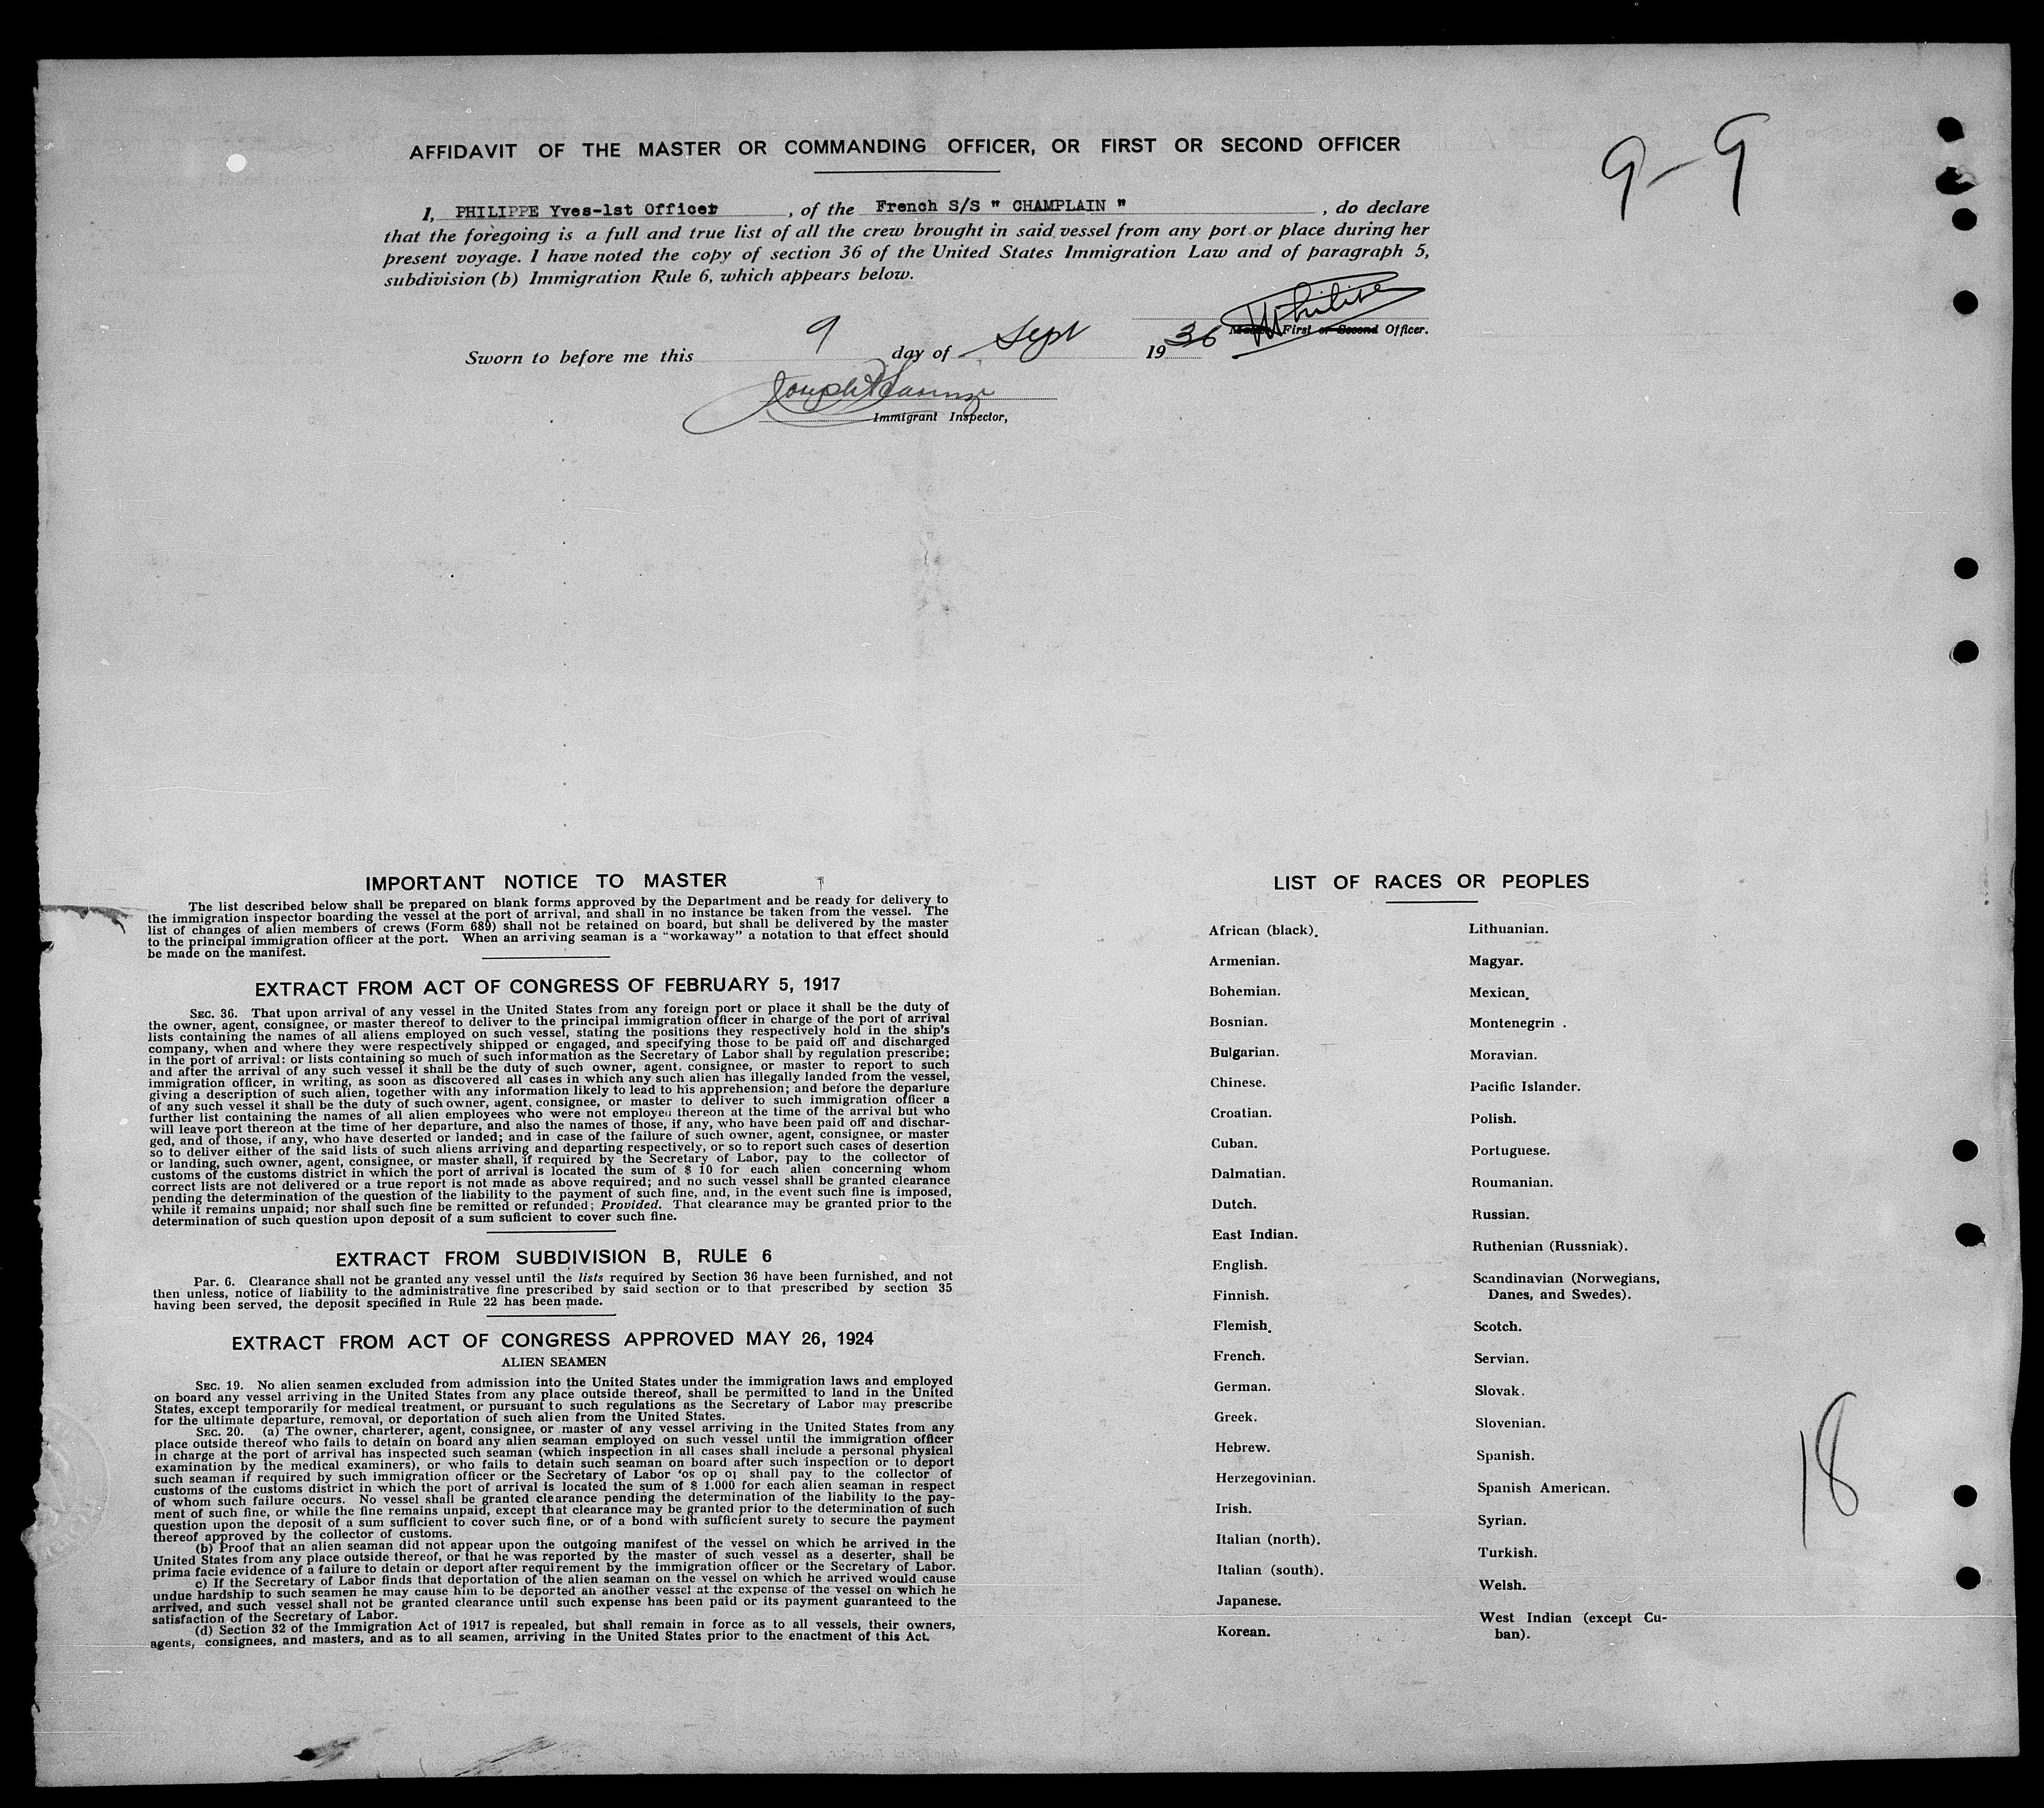 AFFIDAVIT OF THE MASTER OR COMMANDING OFFICER, OR FIRST OR SECOND OFFICER
9-9
I, PHILIPPE Yves-1st Officer, of the French S/S " CHAMPLAIN ", do declare
that the foregoing is a full and true list of all the crew brought in said vessel from any port or place during her
present voyage. I have noted the copy of section 36 of the United States Immigration Law and of paragraph 5,
subdivision (b) Immigration Rule 6, which appears below.
Philippe
Master, First or Second Officer.
Sworn to before me this 9 day of Sept 1936
Joseph
Immigrant Inspector,
IMPORTANT NOTICE TO MASTER
The list described below shall be prepared on blank forms approved by the Department and be ready for delivery to
the immigration inspector boarding the vessel at the port of arrival, and shall in no instance be taken from the vessel. The
list of changes of alien members of crews (Form 689) shall not be retained on board, but shall be delivered by the master
to the principal immigration officer at the port. When an arriving seaman is a "workaway" a notation to that effect should
be made on the manifest.
EXTRACT FROM ACT OF CONGRESS OF FEBRUARY 5, 1917
SEC. 36. That upon arrival of any vessel in the United States from any foreign port or place it shall be the duty of
the owner, agent, consignee, or master thereof to deliver to the principal immigration officer in charge of the port of arrival
lists containing the names of all aliens employed on such vessel, stating the positions they respectively hold in the ship's
company, when and where they were respectively shipped or engaged, and specifying those to be paid off and discharged
in the port of arrival: or lists containing so much of such information as the Secretary of Labor shall by regulation prescribe;
and after the arrival of any such vessel it shall be the duty of such owner, agent, consignee, or master to report to such
immigration officer, in writing, as soon as discovered all cases in which any such alien has illegally landed from the vessel,
giving a description of such alien, together with any information likely to lead to his apprehension; and before the departure
of any such vessel it shall be the duty of such owner, agent, consignee, or master to deliver to such immigration officer a
further list containing the names of all alien employees who were not employed thereon at the time of the arrival but who
will leave port thereon at the time of her departure, and also the names of those, if any, who have been paid off and dischar-
ged, and of those, if any, who have deserted or landed; and in case of the failure of such owner, agent, consignee, or master
so to deliver either of the said lists of such aliens arriving and departing respectively, or so to report such cases of desertion
or landing, such owner, agent, consignee, or master shall, if required by the Secretary of Labor, pay to the collector of
customs of the customs district in which the port of arrival is located the sum of $ 10 for each alien concerning whom
correct lists are not delivered or a true report is not made as above required; and no such vessel shall be granted clearance
pending the determination of the question of the liability to the payment of such fine, and, in the event such fine is imposed,
while it remains unpaid; nor shall such fine be remitted or refunded; Provided. That clearance may be granted prior to the
determination of such question upon deposit of a sum suficient to cover such fine.
EXTRACT FROM SUBDIVISION B, RULE 6
Par. 6. Clearance shall not be granted any vessel until the lists required by Section 36 have been furnished, and not
then unless, notice of liability to the administrative fine prescribed by said section or to that prescribed by section 35
having been served, the deposit specified in Rule 22 has been made.
EXTRACT FROM ACT OF CONGRESS APPROVED MAY 26, 1924
ALIEN SEAMEN
SEC. 19. No alien seamen excluded from admission into the United States under the immigration laws and employed
on board any vessel arriving in the United States from any place outside thereof, shall be permitted to land in the United
States, except temporarily for medical treatment, or pursuant to such regulations as the Secretary of Labor may prescribe
for the ultimate departure, removal, or deportation of such alien from the United States.
SEC. 20. (a) The owner, charterer, agent, consignee, or master of any vessel arriving in the United States from any
place outside thereof who fails to detain on board any alien seaman employed on such vessel until the immigration officer
in charge at the port of arrival has inspected such seaman (which inspection in all cases shall include a personal physical
examination by the medical examiners), or who fails to detain such seaman on board after such inspection or to deport
such seaman if required by such immigration officer or the Secretary of Labor 'os op oı shall pay to the collector of
customs of the customs district in which the port of arrival is located the sum of $ 1.000 for each alien seaman in respect
of whom such failure occurs. No vessel shall be granted clearance pending the determination of the liability to the pay-
ment of such fine, or while the fine remains unpaid, except that clearance may be granted prior to the determination of such
question upon the deposit of a sum sufficient to cover such fine, or of a bond with sufficient surety to secure the payment
thereof approved by the collector of customs.
(b) Proof that an alien seaman did not appear upon the outgoing manifest of the vessel on which he arrived in the
United States from any place outside thereof, or that he was reported by the master of such vessel as a deserter, shall be
prima facie evidence of a failure to detain or deport after requirement by the immigration officer or the Secretary of Labor.
c) If the Secretary of Labor finds that deportation of the alien seaman on the vessel on which he arrived would cause
undue hardship to such seamen he may cause him to be deported an another vessel at the expense of the vessel on which he
arrived, and such vessel shall not be granted clearance until such expense has been paid or its payment guaranteed to the
satisfaction of the Secretary of Labor.
(d) Section 32 of the Immigration Act of 1917 is repealed, but shall remain in force as to all vessels, their owners,
agents, consignees, and masters, and as to all seamen, arriving in the United States prior to the enactment of this Act.
LIST OF RACES OR PEOPLES
African (black).
Armenian.
Bohemian.
Bosnian.
Bulgarian.
Chinese.
Croatian.
Cuban.
Dalmatian.
Dutch.
East Indian.
English.
Finnish.
Flemish.
French.
German.
Greek.
Hebrew.
Herzegovinian.
Irish.
Italian (north).
Italian (south).
Japanese.
Korean.
Lithuanian.
Magyar.
Mexican.
Montenegrin .
Moravian.
Pacific Islander.
Polish.
Portuguese.
Roumanian.
Russian.
Ruthenian (Russniak).
Scandinavian (Norwegians,
Danes, and Swedes).
Scotch.
Servian.
Slovak.
Slovenian.
Spanish.
Spanish American.
Syrian.
Turkish.
Welsh.
West Indian (except Cu-
ban).
18